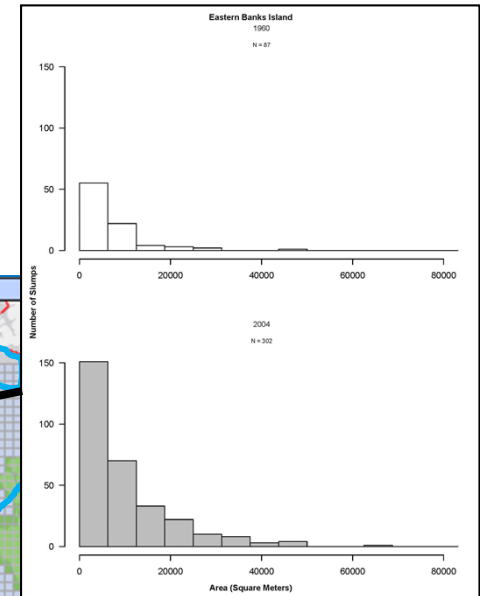 Eastern Banks Island
1960
N = 87
150
100
50
0
0 20000 40000 60000 80000
Number of Slumps
2004
N = 302
150
100
50
0
0 20000 40000 60000 80000
Area (Square Meters)